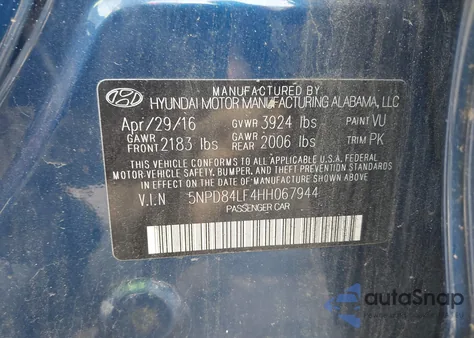 MANUFACTURED BY
HYUNDAI MOTOR MANUFACTURING ALABAMA, LLC
Apr/29/16 GVWR 3924 lbs PAINT VU
GAWR FRONT 2183 lbs GAWR REAR 2006 lbs TRIM PK
THIS VEHICLE CONFORMS TO ALL APPLICABLE U.S. FEDERAL
MOTOR VEHICLE SAFETY, BUMPER, AND THEFT PREVENTION
STANDARDS IN EFFECT ON THE DATE OF MANUFACTURE SHOWN ABOVE.
V.I.N 5NPD84LF4HH067944
PASSENGER CAR
autoSnap